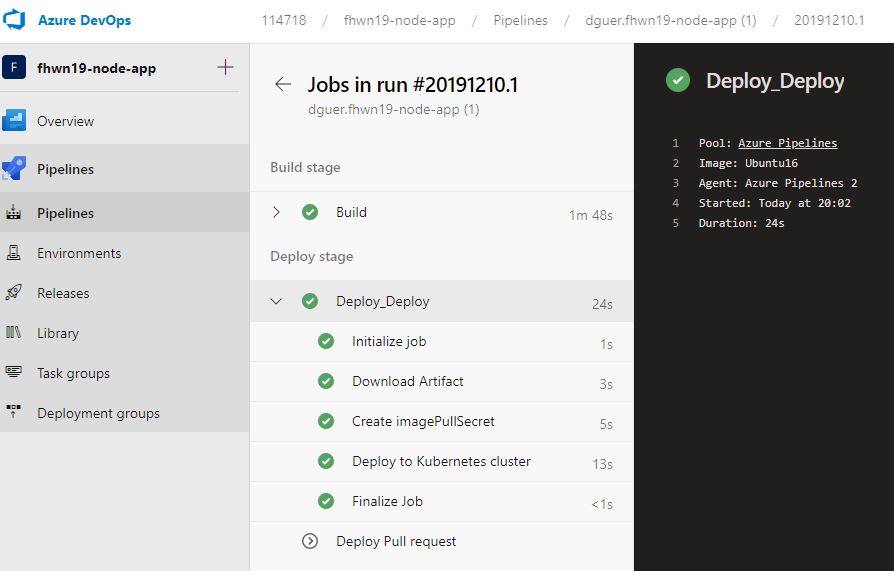 Azure DevOps
114718 / fhwn19-node-app / Pipelines / dguer.fhwn19-node-app (1) / 20191210.1
F fhwn19-node-app
Overview
Pipelines
Pipelines
Environments
Releases
Library
Task groups
Deployment groups
Jobs in run #20191210.1
dguer.fhwn19-node-app (1)
Build stage
Build 1m 48s
Deploy stage
Deploy_Deploy 24s
Initialize job 1s
Download Artifact 3s
Create imagePullSecret 5s
Deploy to Kubernetes cluster 13s
Finalize Job <1s
Deploy Pull request
Deploy_Deploy
1 Pool: Azure Pipelines
2 Image: Ubuntu16
3 Agent: Azure Pipelines 2
4 Started: Today at 20:02
5 Duration: 24s